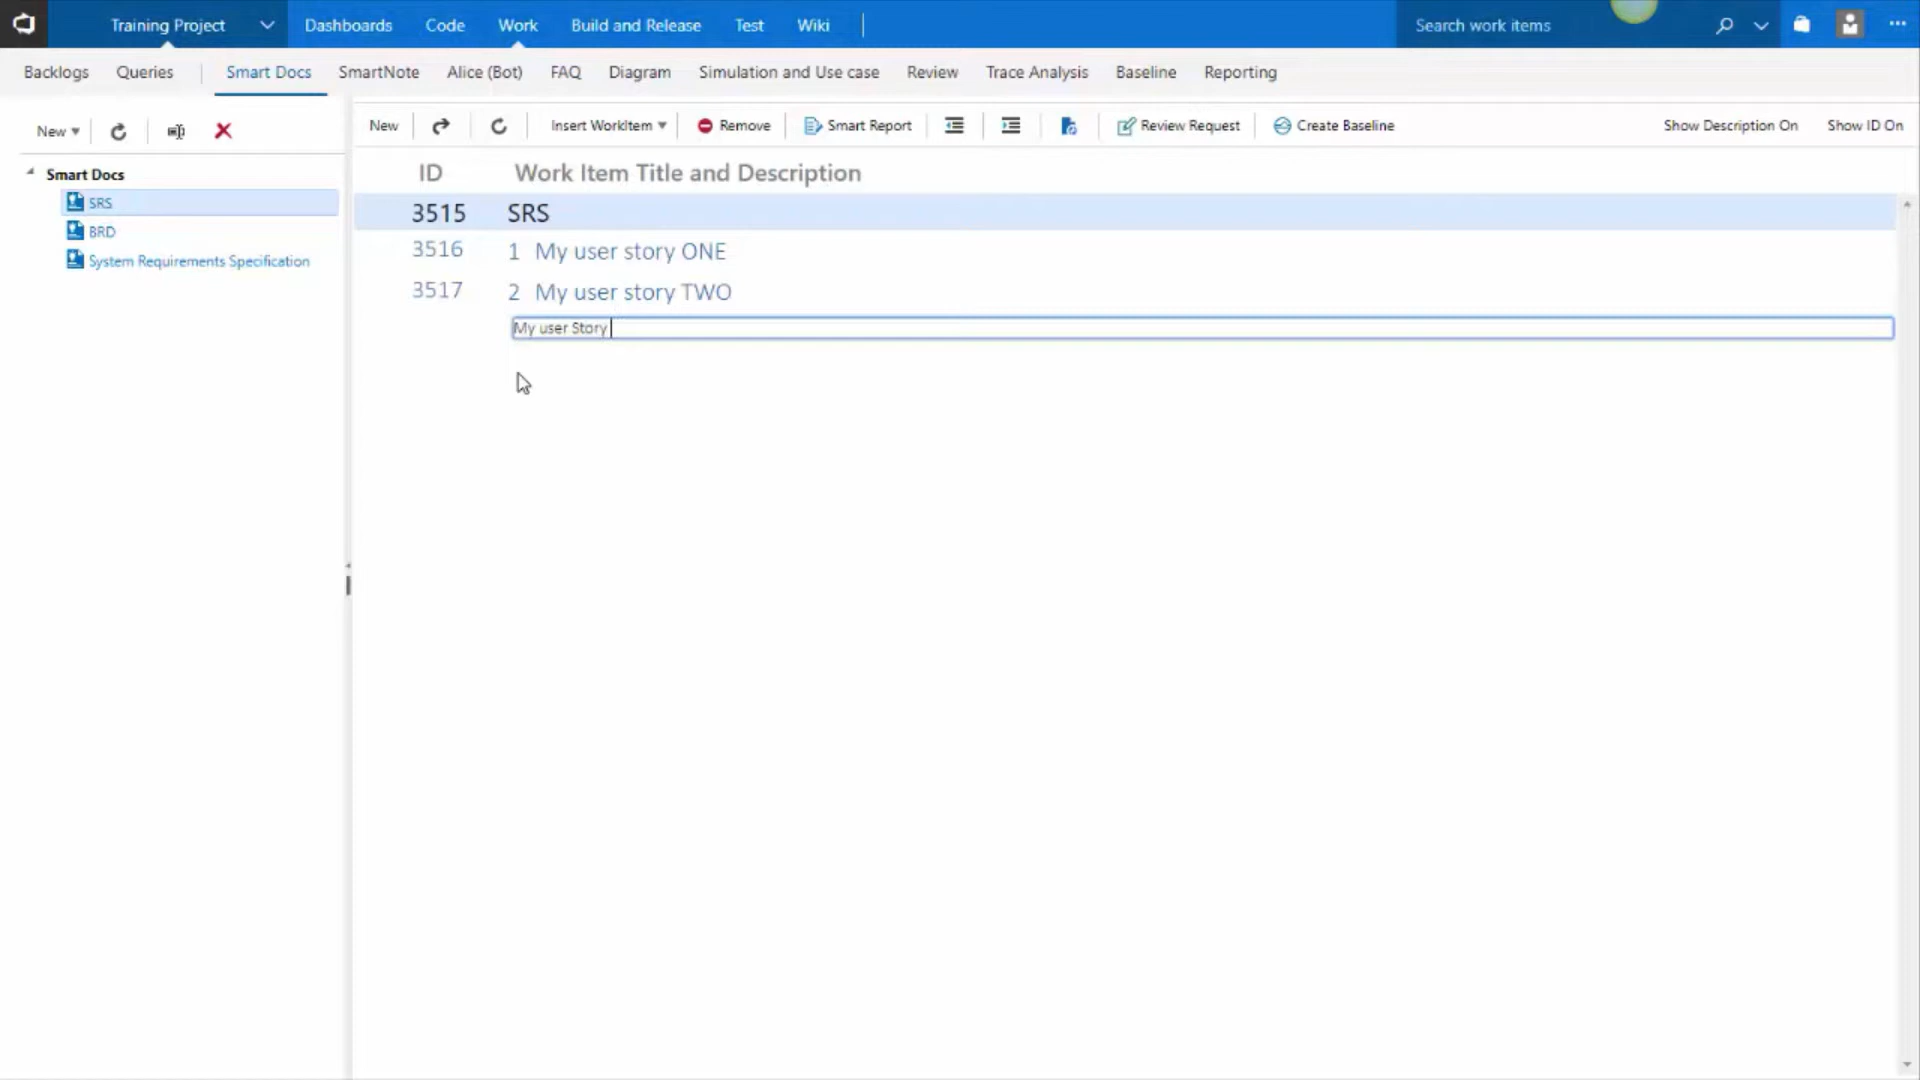 Training Project Dashboards Code Work Build and Release Test Wiki Search work items
Backlogs Queries Smart Docs SmartNote Alice (Bot) FAQ Diagram Simulation and Use case Review Trace Analysis Baseline Reporting
New New Insert WorkItem Remove Smart Report Review Request Create Baseline Show Description On Show ID On
Smart Docs
SRS
BRD
System Requirements Specification
ID Work Item Title and Description
3515 SRS
3516 1 My user story ONE
3517 2 My user story TWO
My user Story